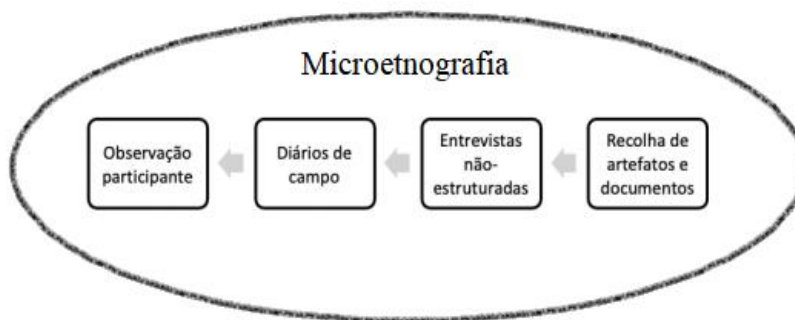 Microetnografia
Observação
participante
Diários de
campo
Entrevistas
não-
estruturadas
Recolha de
artefatos e
documentos